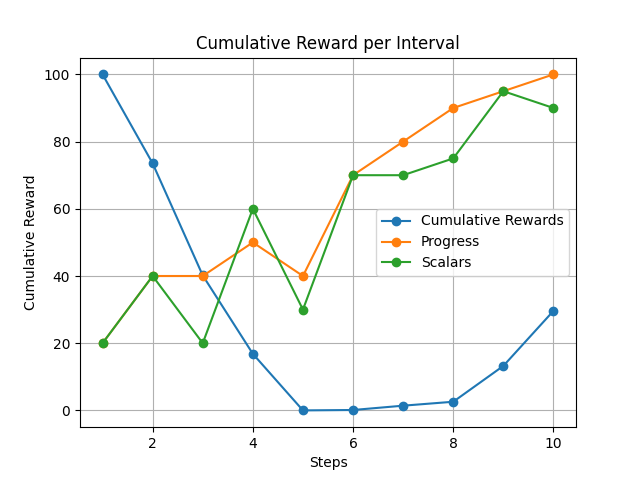 Cumulative Reward per Interval
Cumulative Reward
100
80
60
40
20
0
Cumulative Rewards
Progress
Scalars
2 4 6 8 10
Steps